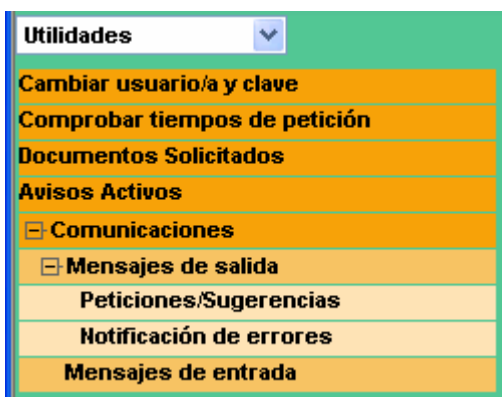 Utilidades
Cambiar usuario/a y clave
Comprobar tiempos de petición
Documentos Solicitados
Avisos Activos
Comunicaciones
Mensajes de salida
Peticiones/Sugerencias
Notificación de errores
Mensajes de entrada